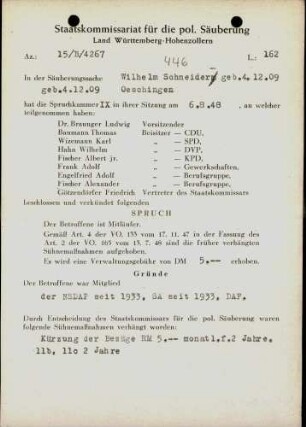 Staatskommissariat für die pol. Säuberung
Land Württemberg-Hohenzollern
Az.: 15/B/4267 446 L: 162
In der Säuberungssache Wilhelm Schneider geb.4.12.09
geb.4.12.09 Oeschingen
hat die Spruchkammer IX in ihrer Sitzung am 6.8.48 , an welcher
teilgenommen haben:
Dr. Brauner Ludwig Vorsitzender
Baumann Thomas Beisitzer — CDU,
Wizemann Karl „ — SPD,
Hahn Wilhelm „ — DVP,
Fischer Albert jr. „ — KPD,
Frank Adolf „ — Gewerkschaften,
Engelfried Adolf „ — Berufsgruppe,
Fischer Alexander „ — Berufsgruppe,
Götzendörfer Friedrich Vertreter des Staatskommissars
beschlossen und verkündet folgenden
SPRUCH
Der Betroffene ist Mitläufer.
Gemäß Art. 4 der VO. 133 vom 17. 11. 47 in der Fassung des
Art. 2 der VO. 165 vom 13. 7. 48 sind die früher verhängten
Sühnemaßnahmen aufgehoben.
Es wird eine Verwaltungsgebühr von DM 5.-- erhoben.
Gründe
Der Betroffene war Mitglied
der NSDAP seit 1933, SA seit 1933, DAF.
Durch Entscheidung des Staatskommissars für die pol. Säuberung waren
folgende Sühnemaßnahmen verhängt worden:
Kürzung der Bezüge RM 5.-- monatl.f.2 Jahre.
11b, 11c 2 Jahre